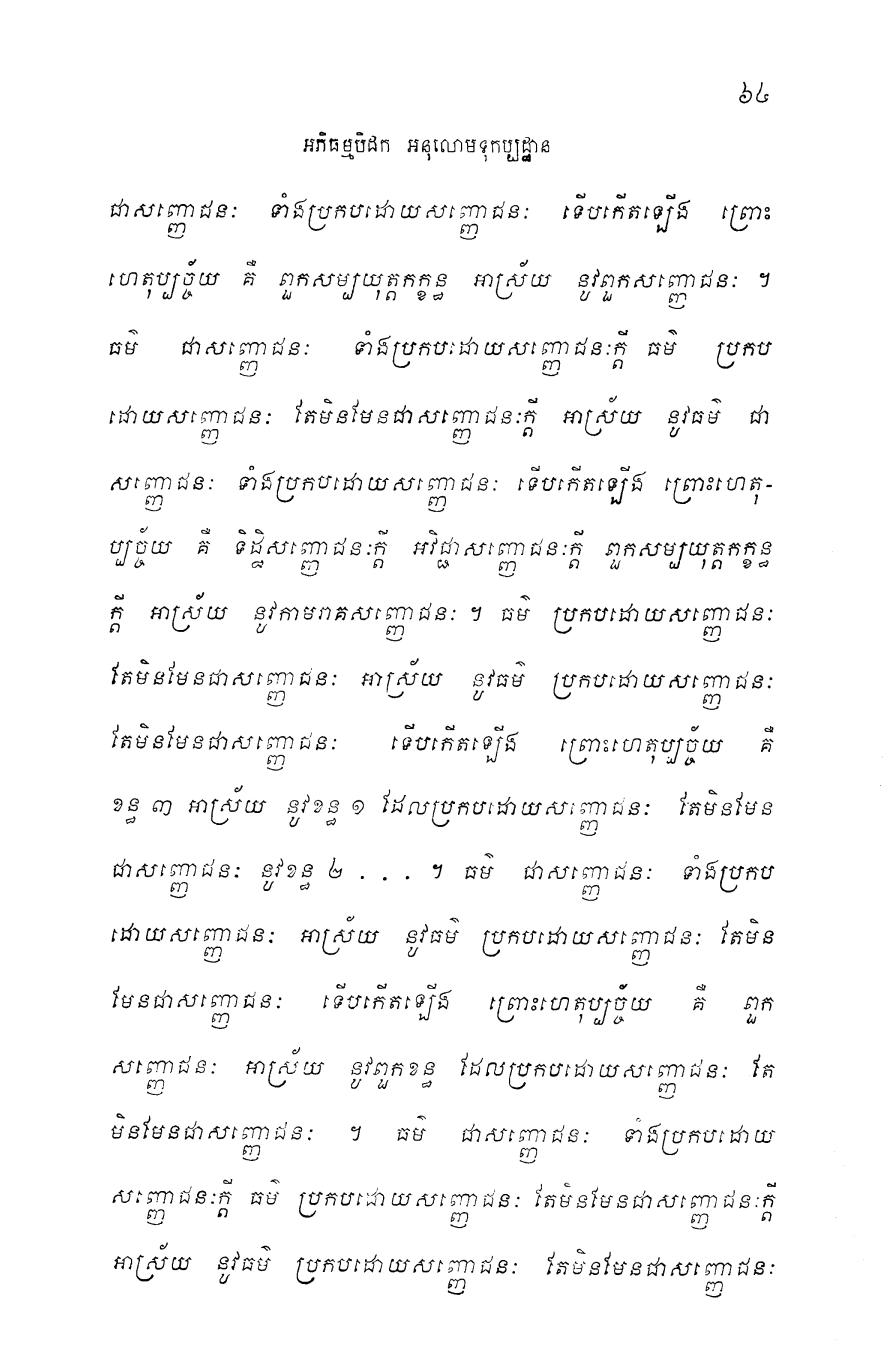 ៦៤
អភិធម្មបិដក អនុលោមទុកប្បដ្ឋាន
ជាសញ្ញោជនៈ ទាំងប្រកបដោយសញ្ញោជនៈ ទើបកើតឡើង ព្រោះ
ហេតុប្បច្ច័យ គឺ ពួកសម្បយុត្តកក្ខន្ធ អាស្រ័យ នូវពួកសញ្ញោជនៈ ។
ធម៌ ជាសញ្ញោជនៈ ទាំងប្រកបដោយសញ្ញោជនៈក្តី ធម៌ ប្រកប
ដោយសញ្ញោជនៈ តែមិនមែនជាសញ្ញោជនៈក្តី អាស្រ័យ នូវធម៌ ជា
សញ្ញោជនៈ ទាំងប្រកបដោយសញ្ញោជនៈ ទើបកើតឡើង ព្រោះហេតុ-
ប្បច្ច័យ គឺ ទិដ្ឋិសញ្ញោជនៈក្តី អវិជ្ជាសញ្ញោជនៈក្តី ពួកសម្បយុត្តកក្ខន្ធ
ក្តី អាស្រ័យ នូវកាមរាគសញ្ញោជនៈ ។ ធម៌ ប្រកបដោយសញ្ញោជនៈ
តែមិនមែនជាសញ្ញោជនៈ អាស្រ័យ នូវធម៌ ប្រកបដោយសញ្ញោជនៈ
តែមិនមែនជាសញ្ញោជនៈ ទើបកើតឡើង ព្រោះហេតុប្បច្ច័យ គឺ
ខន្ធ ៣ អាស្រ័យ នូវខន្ធ ១ ដែលប្រកបដោយសញ្ញោជនៈ តែមិនមែន
ជាសញ្ញោជនៈ នូវខន្ធ ២ . . . ។ ធម៌ ជាសញ្ញោជនៈ ទាំងប្រកប
ដោយសញ្ញោជនៈ អាស្រ័យ នូវធម៌ ប្រកបដោយសញ្ញោជនៈ តែមិន
មែនជាសញ្ញោជនៈ ទើបកើតឡើង ព្រោះហេតុប្បច្ច័យ គឺ ពួក
សញ្ញោជនៈ អាស្រ័យ នូវពួកខន្ធ ដែលប្រកបដោយសញ្ញោជនៈ តែ
មិនមែនជាសញ្ញោជនៈ ។ ធម៌ ជាសញ្ញោជនៈ ទាំងប្រកបដោយ
សញ្ញោជនៈក្តី ធម៌ ប្រកបដោយសញ្ញោជនៈ តែមិនមែនជាសញ្ញោជនៈក្តី
អាស្រ័យ នូវធម៌ ប្រកបដោយសញ្ញោជនៈ តែមិនមែនជាសញ្ញោជនៈ